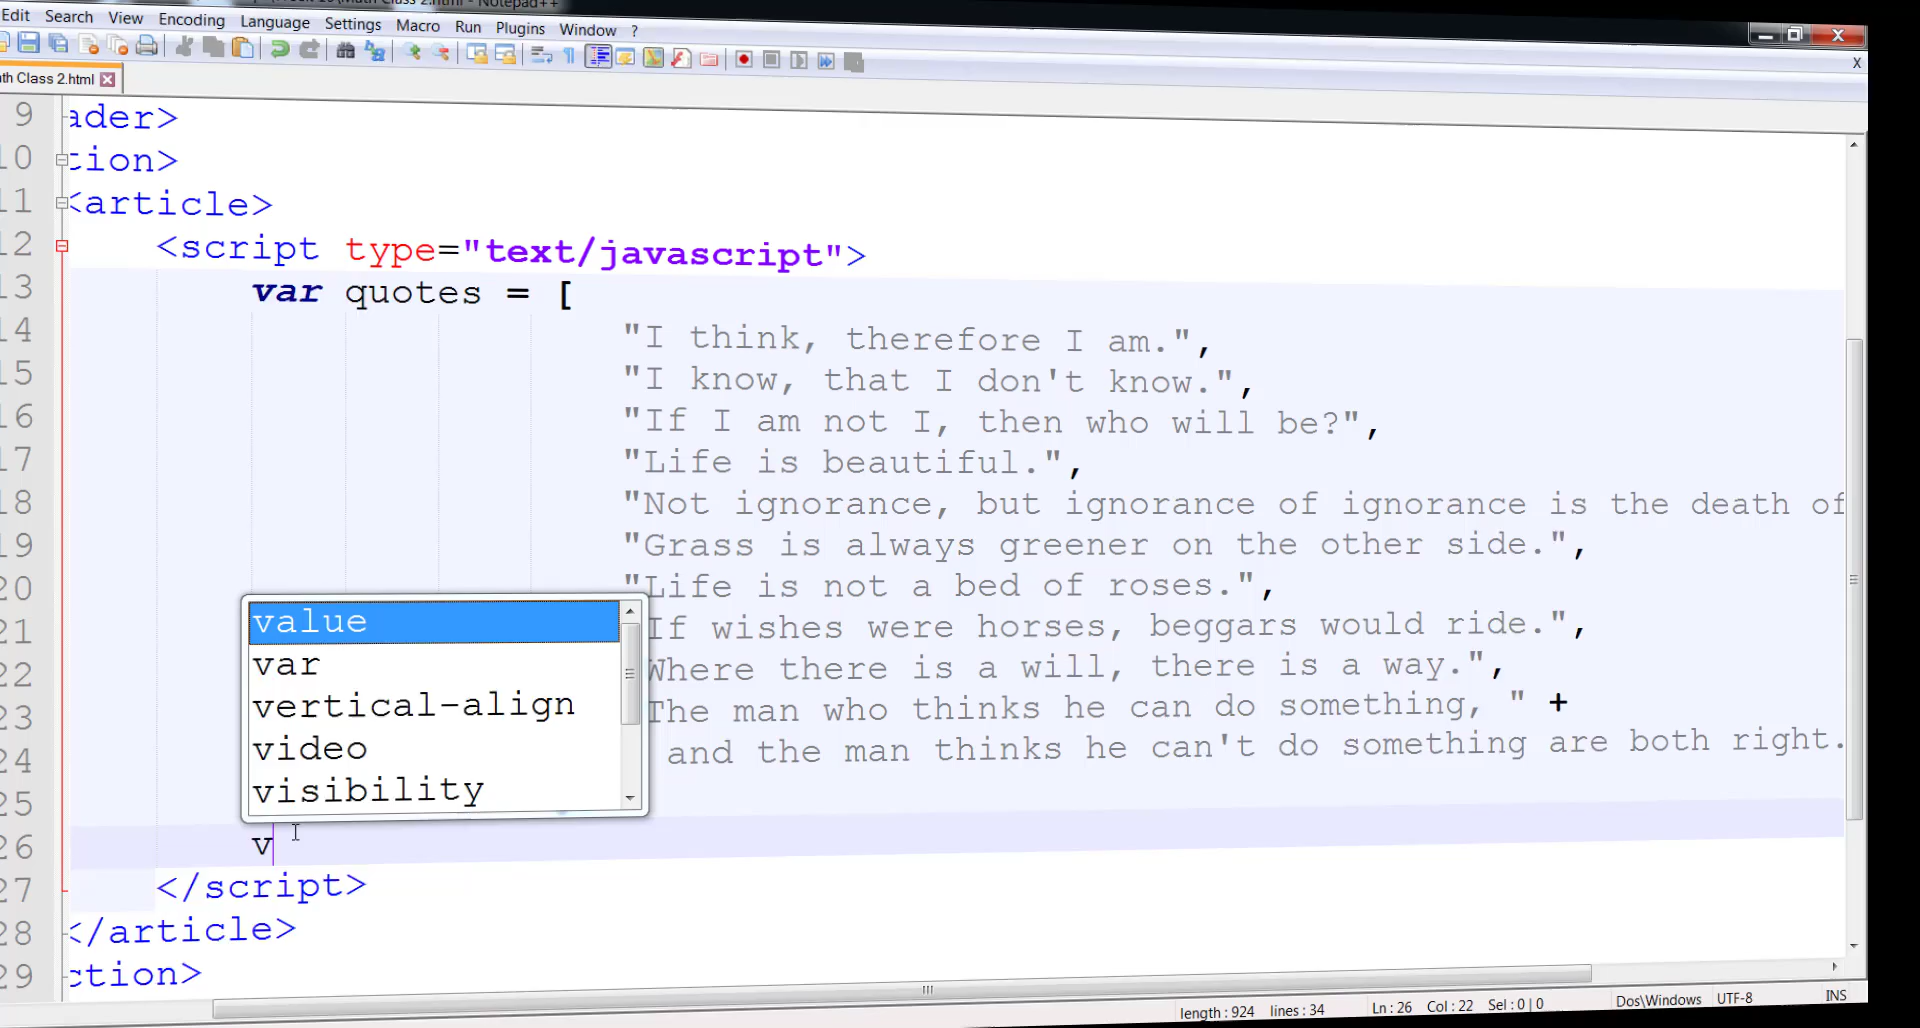 \Math Class 2.html - Notepad++
Edit Search View Encoding Language Settings Macro Run Plugins Window ?
X
ath Class 2.html
9 ader>
10 tion>
11 <article>
12 <script type="text/javascript">
13 var quotes = [
14 "I think, therefore I am.",
15 "I know, that I don't know.",
16 "If I am not I, then who will be?",
17 "Life is beautiful.",
18 "Not ignorance, but ignorance of ignorance is the death of
19 "Grass is always greener on the other side.",
20 "Life is not a bed of roses.",
21 If wishes were horses, beggars would ride.",
22 Where there is a will, there is a way.",
23 The man who thinks he can do something, " +
24 and the man thinks he can't do something are both right.
25
value
var
vertical-align
video
visibility
26 v
27 </script>
28 </article>
29 ction>
length : 924 lines : 34 Ln : 26 Col : 22 Sel : 0 | 0 Dos\Windows UTF-8 INS